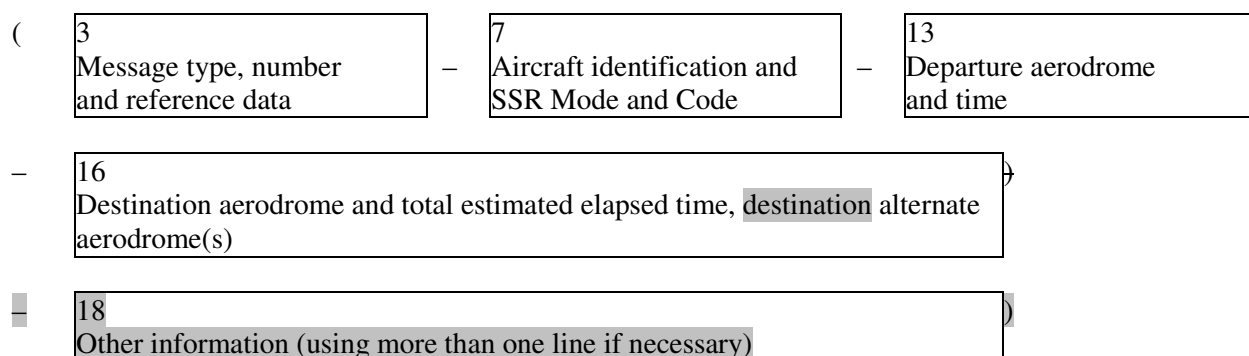 ( 3 7 13
Message type, number – Aircraft identification and – Departure aerodrome
and reference data SSR Mode and Code and time
– 16 )
Destination aerodrome and total estimated elapsed time, destination alternate
aerodrome(s)
– 18 )
Other information (using more than one line if necessary)